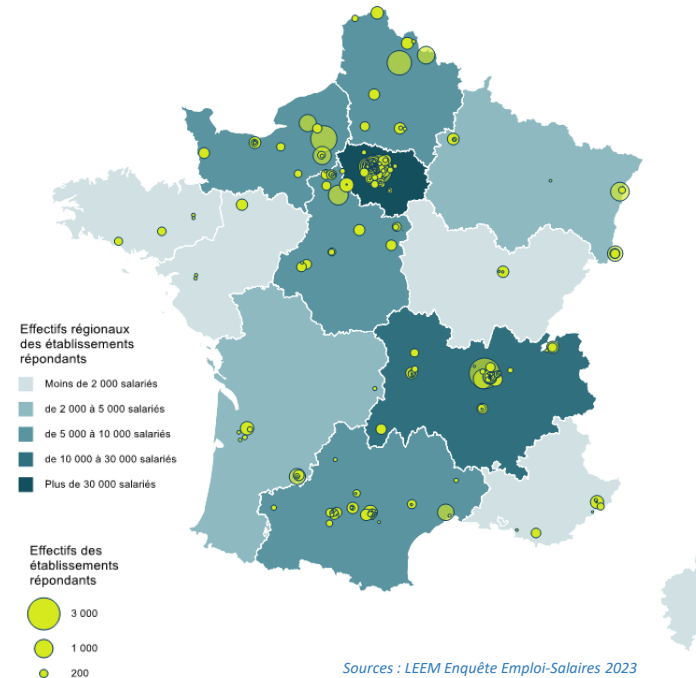 Effectifs régionaux
des établissements
répondants
Moins de 2 000 salariés
de 2 000 à 5 000 salariés
de 5 000 à 10 000 salariés
de 10 000 à 30 000 salariés
Plus de 30 000 salariés
Effectifs des
établissements
répondants
3 000
1 000
200
Sources : LEEM Enquête Emploi-Salaires 2023